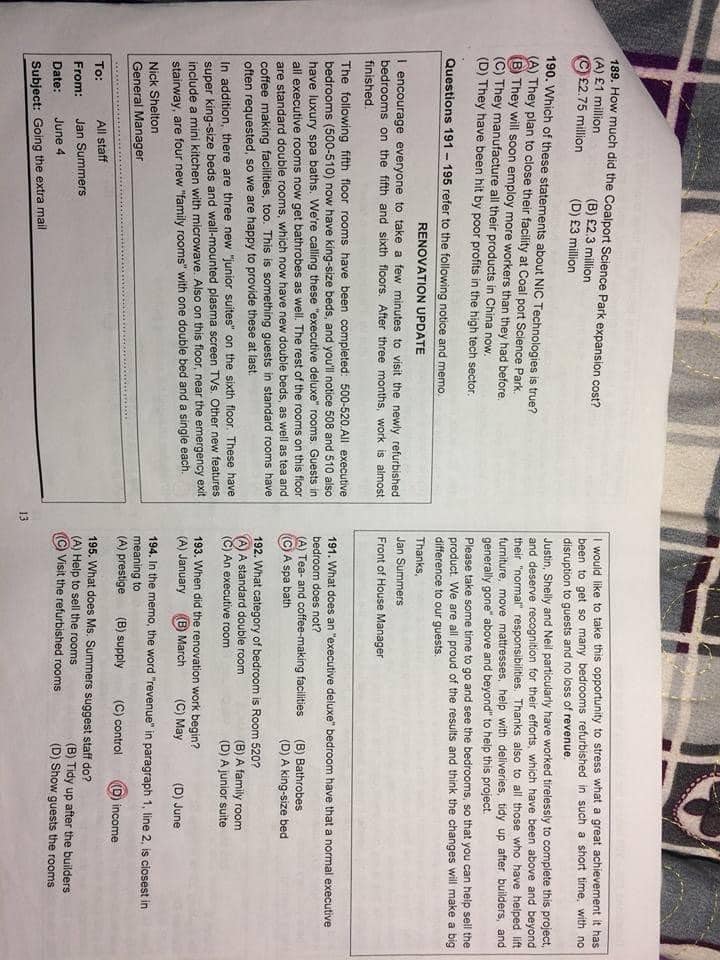 189. How much did the Coalport Science Park expansion cost?
(A) £1 million (B) £2.3 million
(C) £2.75 million (D) £3 million
190. Which of these statements about NIC Technologies is true?
(A) They plan to close their facility at Coal port Science Park.
(B) They will soon employ more workers than they had before.
(C) They manufacture all their products in China now.
(D) They have been hit by poor profits in the high tech sector.
Questions 191 – 195 refer to the following notice and memo.
RENOVATION UPDATE
I encourage everyone to take a few minutes to visit the newly refurbished
bedrooms on the fifth and sixth floors. After three months, work is almost
finished.
The following fifth floor rooms have been completed: 500-520.All executive
bedrooms (500-510) now have king-size beds, and you'll notice 508 and 510 also
have luxury spa baths. We're calling these "executive deluxe" rooms. Guests in
all executive rooms now get bathrobes as well. The rest of the rooms on this floor
are standard double rooms, which now have new double beds, as well as tea and
coffee making facilities, too. This is something guests in standard rooms have
often requested, so we are happy to provide these at last.
In addition, there are three new "junior suites" on the sixth floor. These have
super king-size beds and wall-mounted plasma screen TVs. Other new features
include a mini kitchen with microwave. Also on this floor, near the emergency exit
stairway, are four new "family rooms" with one double bed and a single each.
Nick Shelton
General Manager
To: All staff
From: Jan Summers
Date: June 4
Subject: Going the extra mail
I would like to take this opportunity to stress what a great achievement it has
been to get so many bedrooms refurbished in such a short time, with no
disruption to guests and no loss of revenue.
Justin, Shelly and Neil particularly have worked tirelessly to complete this project,
and deserve recognition for their efforts, which have been above and beyond
their "normal" responsibilities. Thanks also to all those who have helped lift
furniture, move mattresses, help with deliveries, tidy up after builders, and
generally gone" above and beyond" to help this project.
Please take some time to go and see the bedrooms, so that you can help sell the
product. We are all proud of the results and think the changes will make a big
difference to our guests.
Thanks,
Jan Summers
Front of House Manager
191. What does an "executive deluxe" bedroom have that a normal executive
bedroom does not?
(A) Tea- and coffee-making facilities (B) Bathrobes
(C) A spa bath (D) A king-size bed
192. What category of bedroom is Room 520?
(A) A standard double room (B) A family room
(C) An executive room (D) A junior suite
193. When did the renovation work begin?
(A) January (B) March (C) May (D) June
194. In the memo, the word "revenue" in paragraph 1, line 2, is closest in
meaning to
(A) prestige (B) supply (C) control (D) income
195. What does Ms. Summers suggest staff do?
(A) Help to sell the rooms (B) Tidy up after the builders
(C) Visit the refurbished rooms (D) Show guests the rooms
13